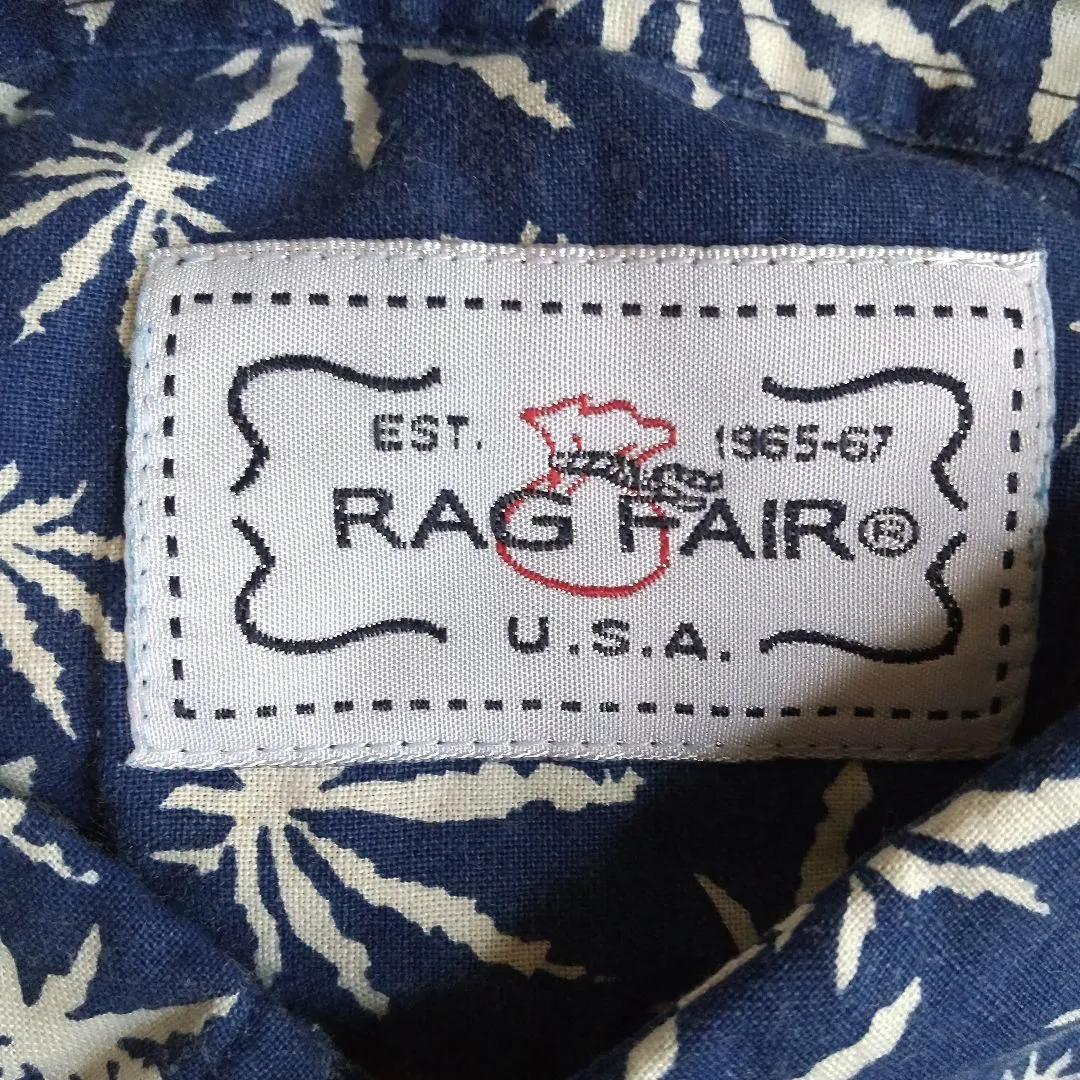 EST. 1965-67
RAG FAIR®
U.S.A.